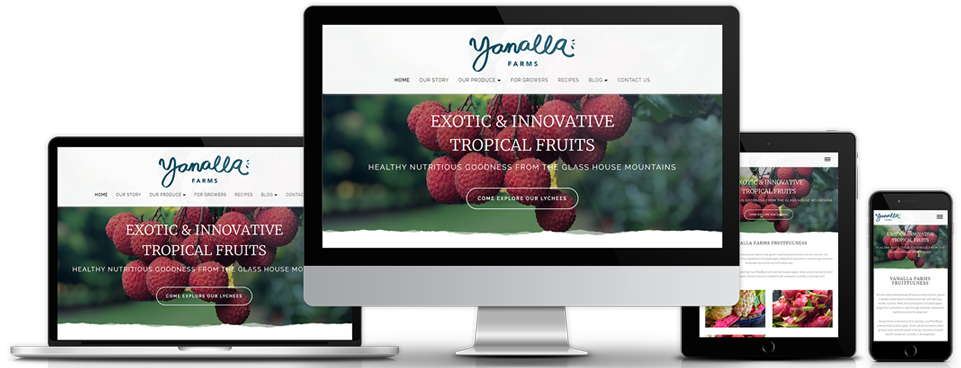 yanalla
FARMS
HOME OUR STORY OUR PRODUCE FOR GROWERS RECIPES BLOG CONTACT US
EXOTIC & INNOVATIVE
TROPICAL FRUITS
HEALTHY NUTRITIOUS GOODNESS FROM THE GLASS HOUSE MOUNTAINS
COME EXPLORE OUR LYCHEES
yanalla
FARMS
HOME OUR STORY OUR PRODUCE FOR GROWERS RECIPES BLOG CONTAC
EXOTIC & INNOVATIVE
TROPICAL FRUITS
HEALTHY NUTRITIOUS GOODNESS FROM THE GLASS HOUSE MO
COME EXPLORE OUR LYCHEES
EXOTIC & INNOVATIVE
TROPICAL FRUITS
GOODNESS FROM THE GLASS HOUSE MOUNTAINS
COME EXPLORE OUR LYCHEES
YANALLA FARMS FRUITFULNESS
yanalla
EXOTIC & INNOVATIVE
TROPICAL FRUITS
YANALLA FARMS
FRUITFULNESS